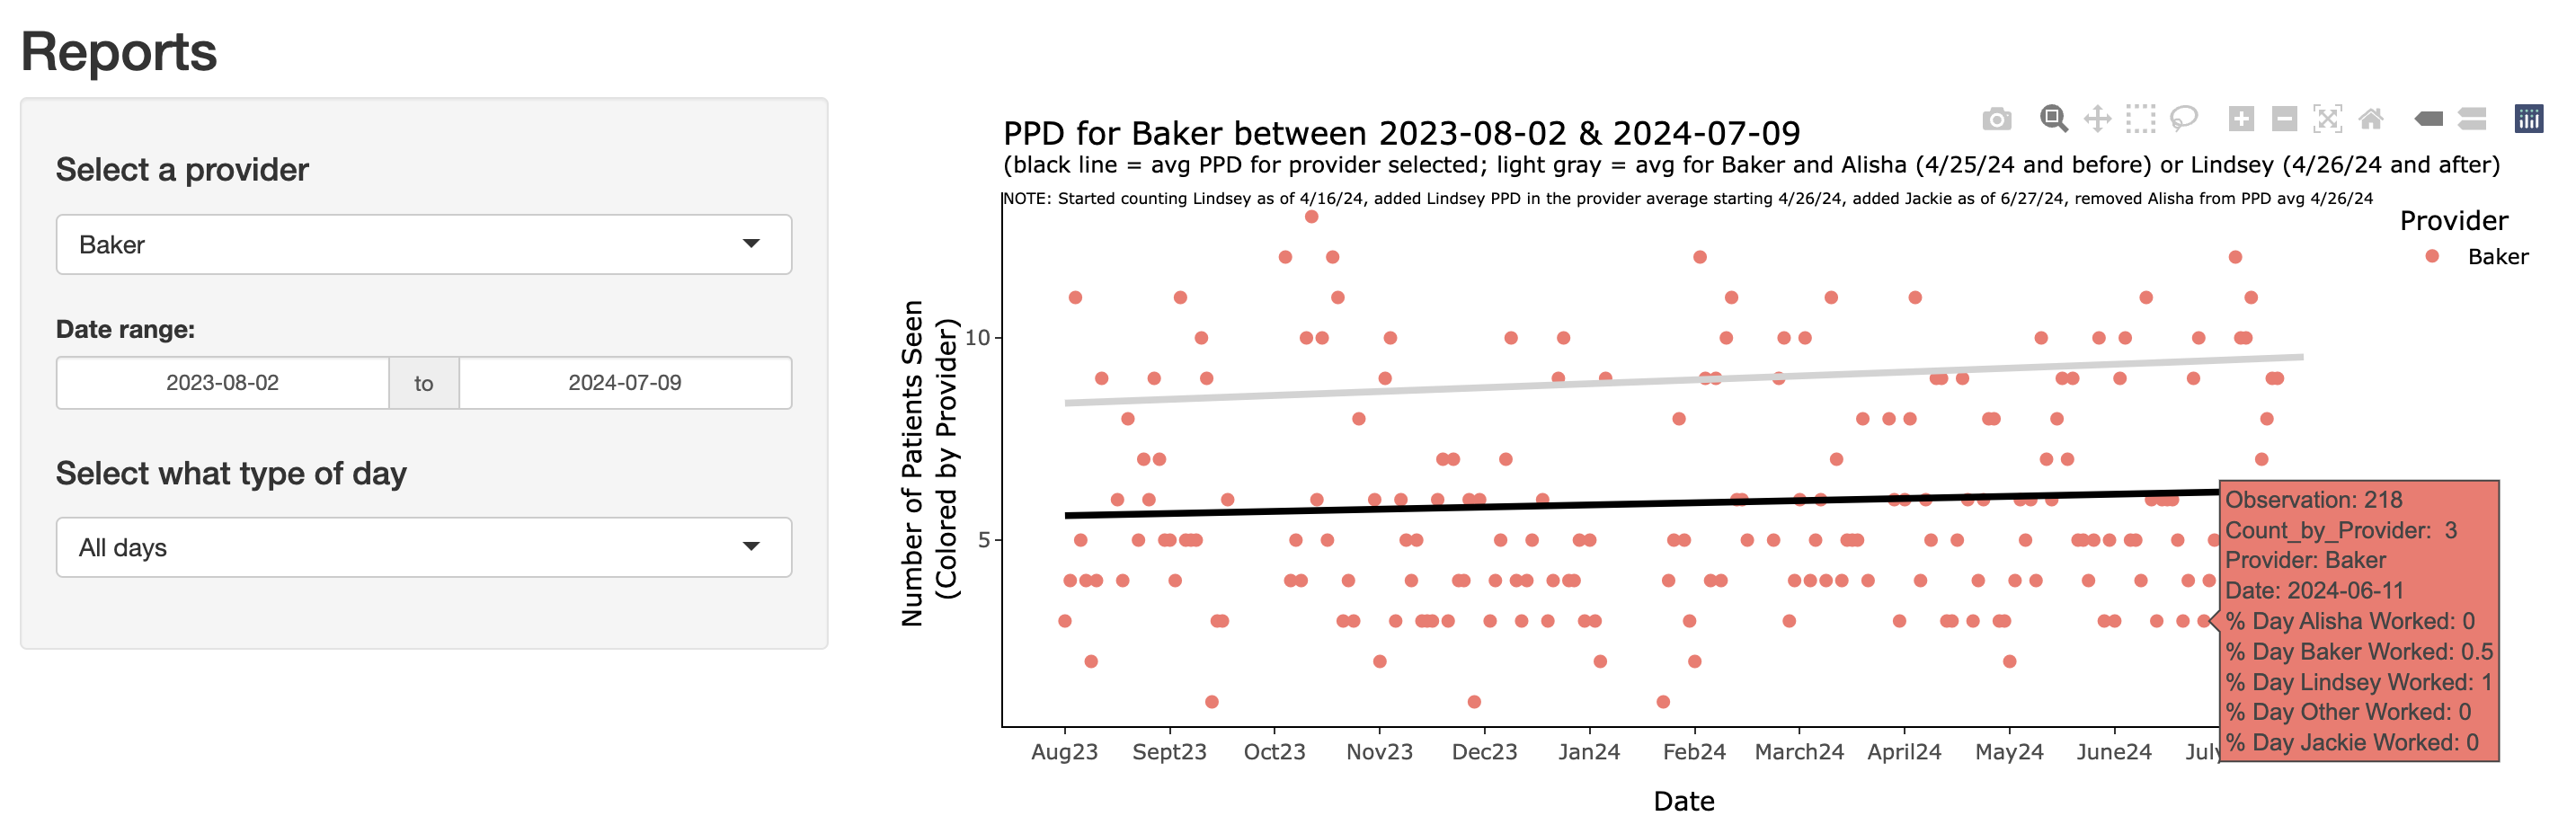 Reports
Select a provider
Baker
Date range:
2023-08-02 to 2024-07-09
Select what type of day
All days
PPD for Baker between 2023-08-02 & 2024-07-09
(black line = avg PPD for provider selected; light gray = avg for Baker and Alisha (4/25/24 and before) or Lindsey (4/26/24 and after)
NOTE: Started counting Lindsey as of 4/16/24, added Lindsey PPD in the provider average starting 4/26/24, added Jackie as of 6/27/24, removed Alisha from PPD avg 4/26/24
Provider
Baker
Number of Patients Seen
(Colored by Provider)
10
5
Observation: 218
Count_by_Provider: 3
Provider: Baker
Date: 2024-06-11
% Day Alisha Worked: 0
% Day Baker Worked: 0.5
% Day Lindsey Worked: 1
% Day Other Worked: 0
% Day Jackie Worked: 0
Aug23 Sept23 Oct23 Nov23 Dec23 Jan24 Feb24 March24 April24 May24 June24 July
Date